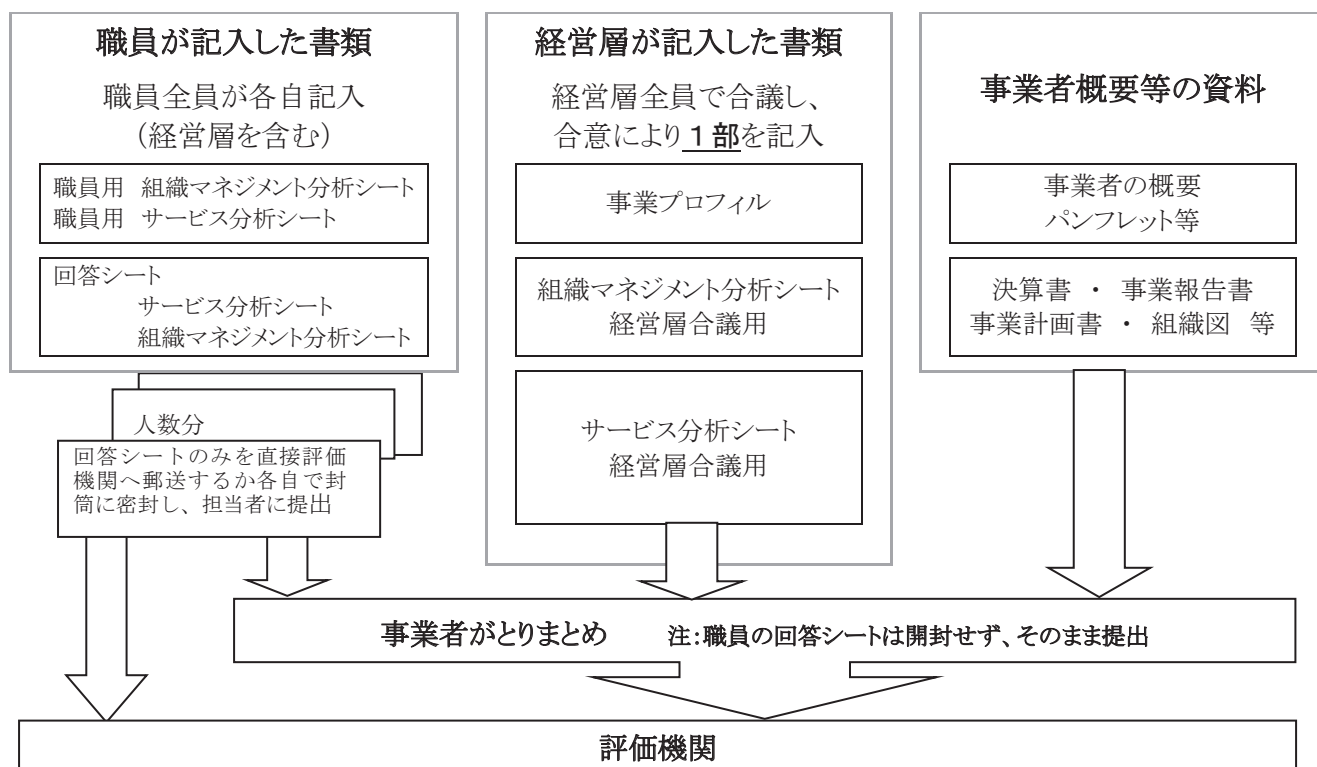 職員が記入した書類
職員全員が各自記入
(経営層を含む)
職員用 組織マネジメント分析シート
職員用 サービス分析シート
回答シート
サービス分析シート
組織マネジメント分析シート
人数分
回答シートのみを直接評価
機関へ郵送するか各自で封
筒に密封し、担当者に提出
経営層が記入した書類
経営層全員で合議し、
合意により1部を記入
事業プロフィル
組織マネジメント分析シート
経営層合議用
サービス分析シート
経営層合議用
事業者概要等の資料
事業者の概要
パンフレット等
決算書 ・ 事業報告書
事業計画書 ・ 組織図 等
事業者がとりまとめ 注:職員の回答シートは開封せず、そのまま提出
評価機関